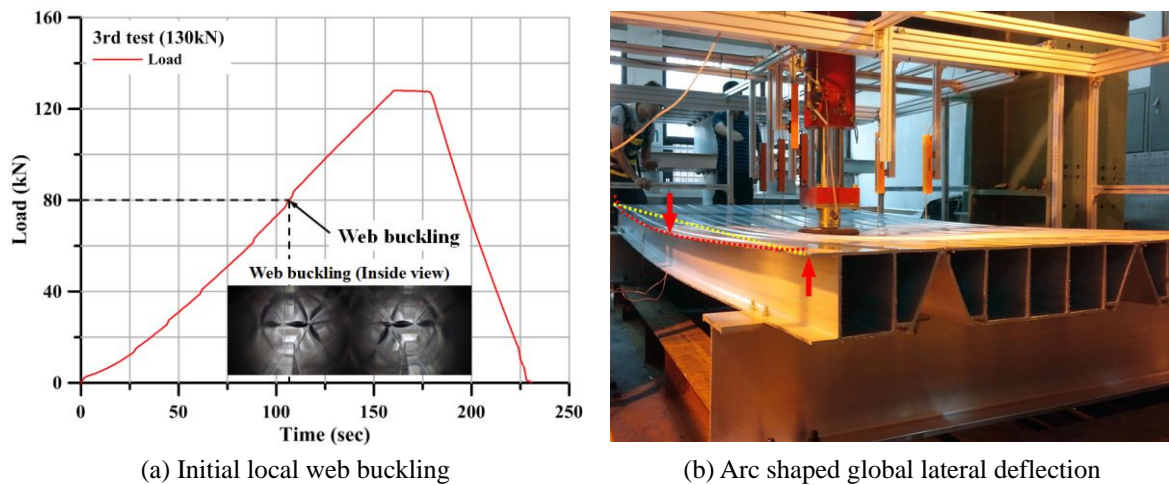 160
3rd test (130kN)
Load
120
80
Web buckling
Web buckling (Inside view)
40
0
0
50
100
150
200
250
Load (kN)
Time (sec)
(a) Initial local web buckling
(b) Arc shaped global lateral deflection